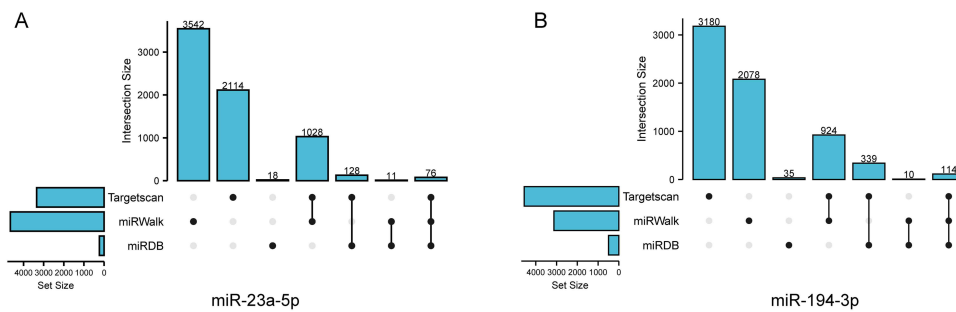 A
3542
3000
2114
2000
1028
1000
128
76
18
11
0
Intersection Size
Targetscan
miRWalk
miRDB
4000 3000 2000 1000 0
Set Size
miR-23a-5p
B
3180
3000
2078
2000
924
1000
339
114
35
10
0
Intersection Size
Targetscan
miRWalk
miRDB
4000 3000 2000 1000 0
Set Size
miR-194-3p